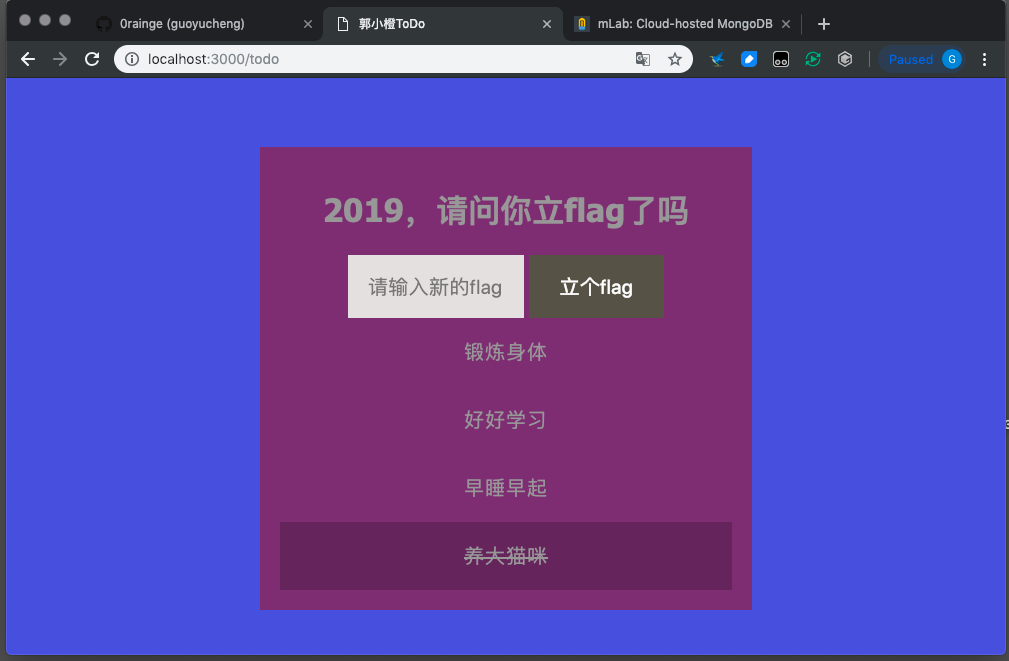 0rainge (guoyucheng)
郭小橙ToDo
mLab: Cloud-hosted MongoDB
localhost:3000/todo
Paused
G
2019，请问你立flag了吗
请输入新的flag
立个flag
锻炼身体
好好学习
早睡早起
养大猫咪